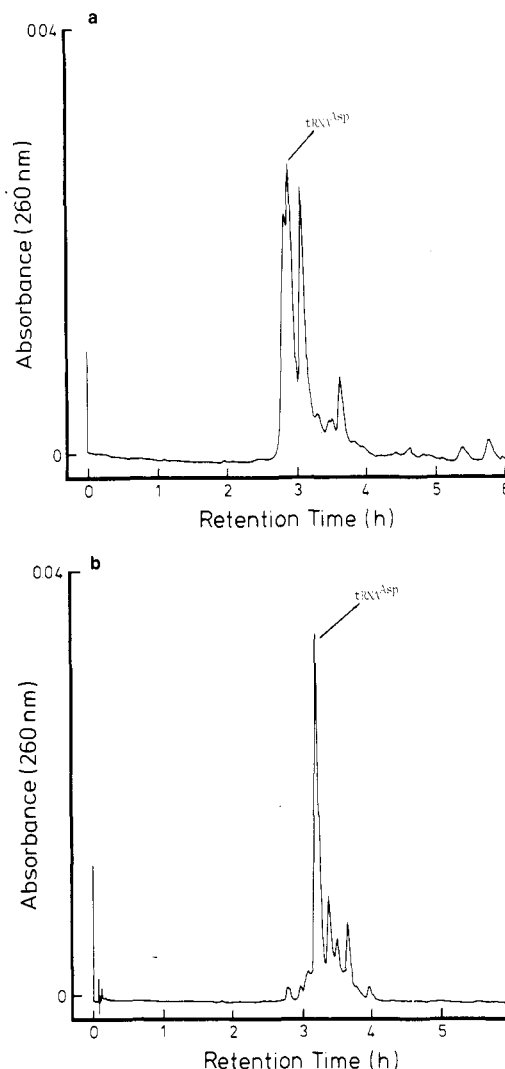 a
004
tRNA^Asp
Absorbance (260 nm)
0
0 1 2 3 4 5 6
Retention Time (h)
b
004
tRNA^Asp
Absorbance (260 nm)
0
0 1 2 3 4 5
Retention Time (h)